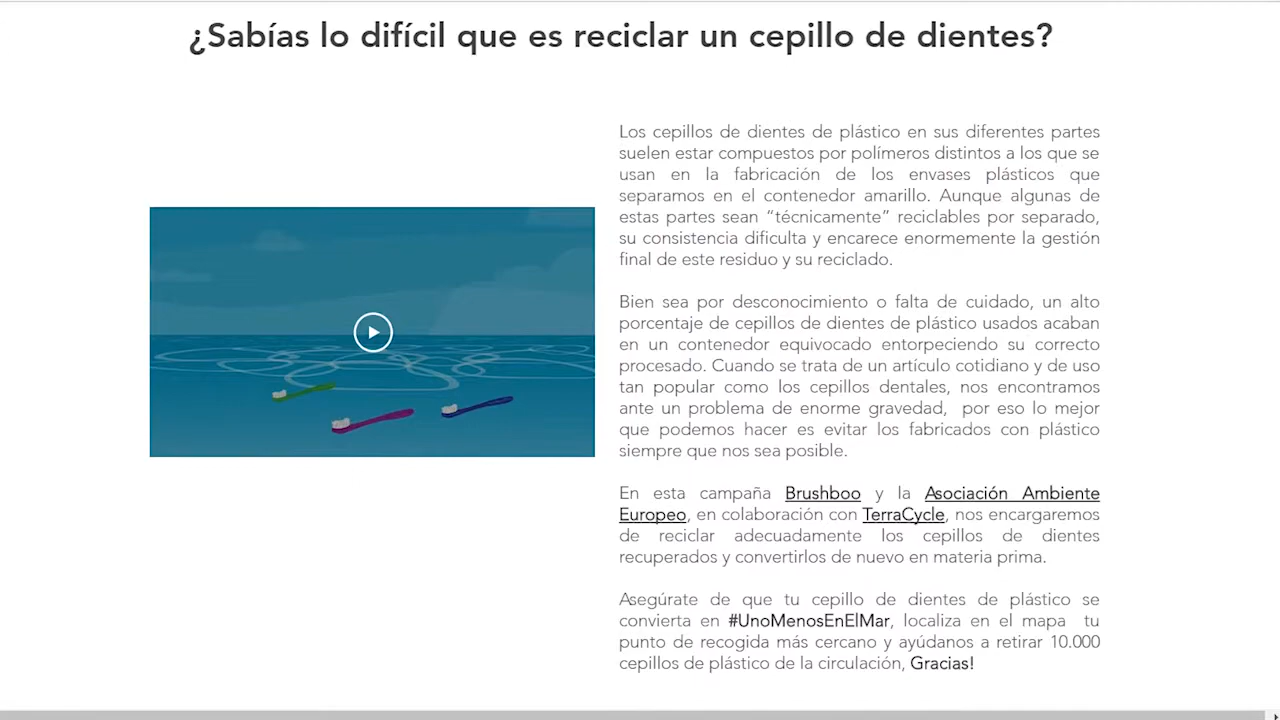 ¿Sabías lo difícil que es reciclar un cepillo de dientes?
Los cepillos de dientes de plástico en sus diferentes partes
suelen estar compuestos por polímeros distintos a los que se
usan en la fabricación de los envases plásticos que
separamos en el contenedor amarillo. Aunque algunas de
estas partes sean “técnicamente” reciclables por separado,
su consistencia dificulta y encarece enormemente la gestión
final de este residuo y su reciclado.
Bien sea por desconocimiento o falta de cuidado, un alto
porcentaje de cepillos de dientes de plástico usados acaban
en un contenedor equivocado entorpeciendo su correcto
procesado. Cuando se trata de un artículo cotidiano y de uso
tan popular como los cepillos dentales, nos encontramos
ante un problema de enorme gravedad, por eso lo mejor
que podemos hacer es evitar los fabricados con plástico
siempre que nos sea posible.
En esta campaña Brushboo y la Asociación Ambiente
Europeo, en colaboración con TerraCycle, nos encargaremos
de reciclar adecuadamente los cepillos de dientes
recuperados y convertirlos de nuevo en materia prima.
Asegúrate de que tu cepillo de dientes de plástico se
convierta en #UnoMenosEnElMar, localiza en el mapa tu
punto de recogida más cercano y ayúdanos a retirar 10.000
cepillos de plástico de la circulación, Gracias!